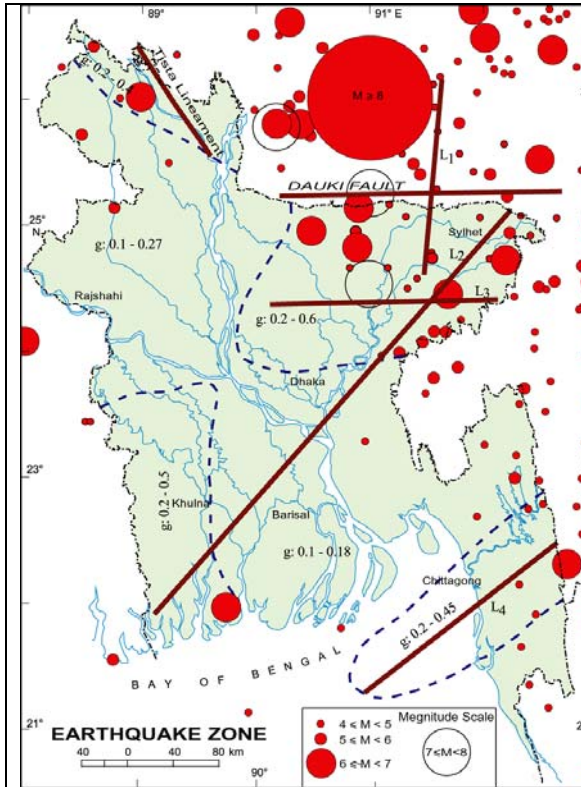 89°
91° E
g: 0.2 - 0.
Tista Lineament
M ≥ 8
L1
DAUKI FAULT
25°
N
Sylhet
g: 0.1 - 0.27
L2
L3
Rajshahi
g: 0.2 - 0.6
Dhaka
23°
g: 0.2 - 0.5
Khulna
Barisal
g: 0.1 - 0.18
Chittagong
g: 0.2 - 0.45
L4
BAY OF BENGAL
21°
EARTHQUAKE ZONE
40 0 40 80 km
90°
Megnitude Scale
4 ≤ M < 5
5 ≤ M < 6
6 ≤ M < 7
7 ≤ M < 8
2